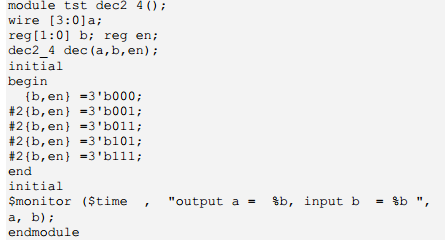 module tst dec2 4();
wire [3:0]a;
reg[1:0] b; reg en;
dec2_4 dec(a,b,en);
initial
begin
{b,en} =3'b000;
#2{b,en} =3'b001;
#2{b,en} =3'b011;
#2{b,en} =3'b101;
#2{b,en} =3'b111;
end
initial
$monitor ($time , "output a = %b, input b = %b ",
a, b);
endmodule